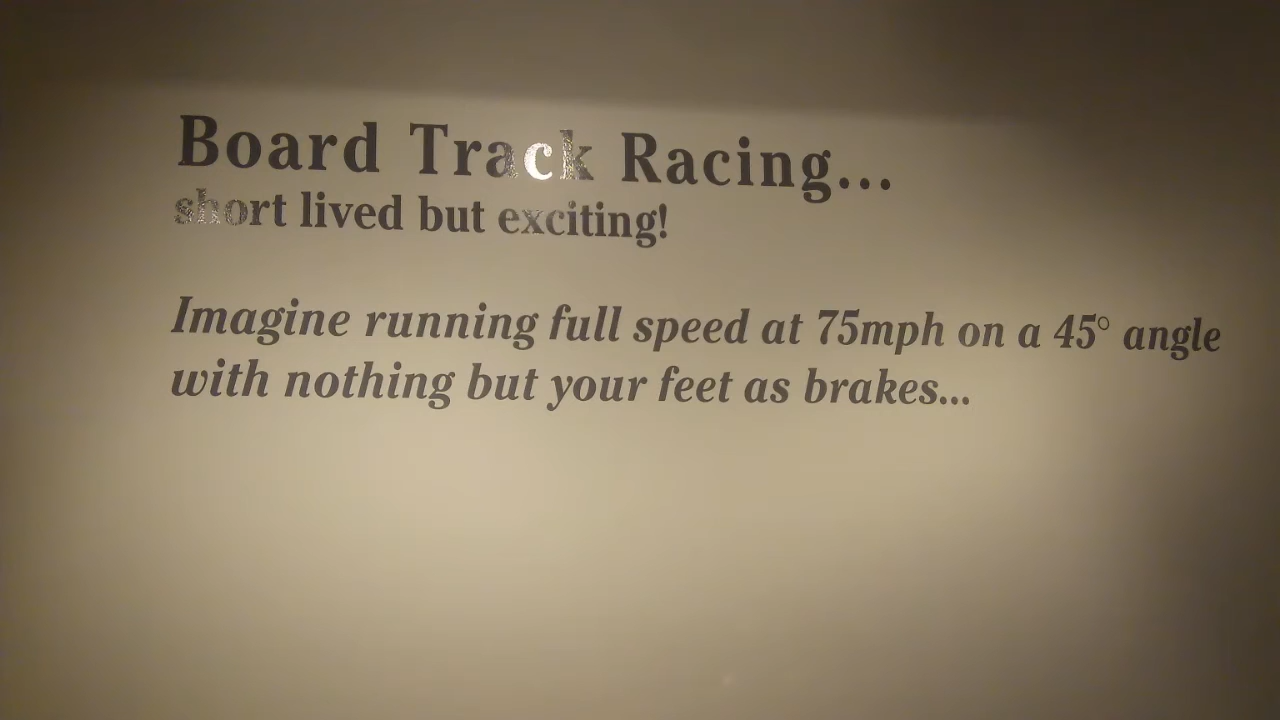 Board Track Racing...
short lived but exciting!
Imagine running full speed at 75mph on a 45° angle
with nothing but your feet as brakes...